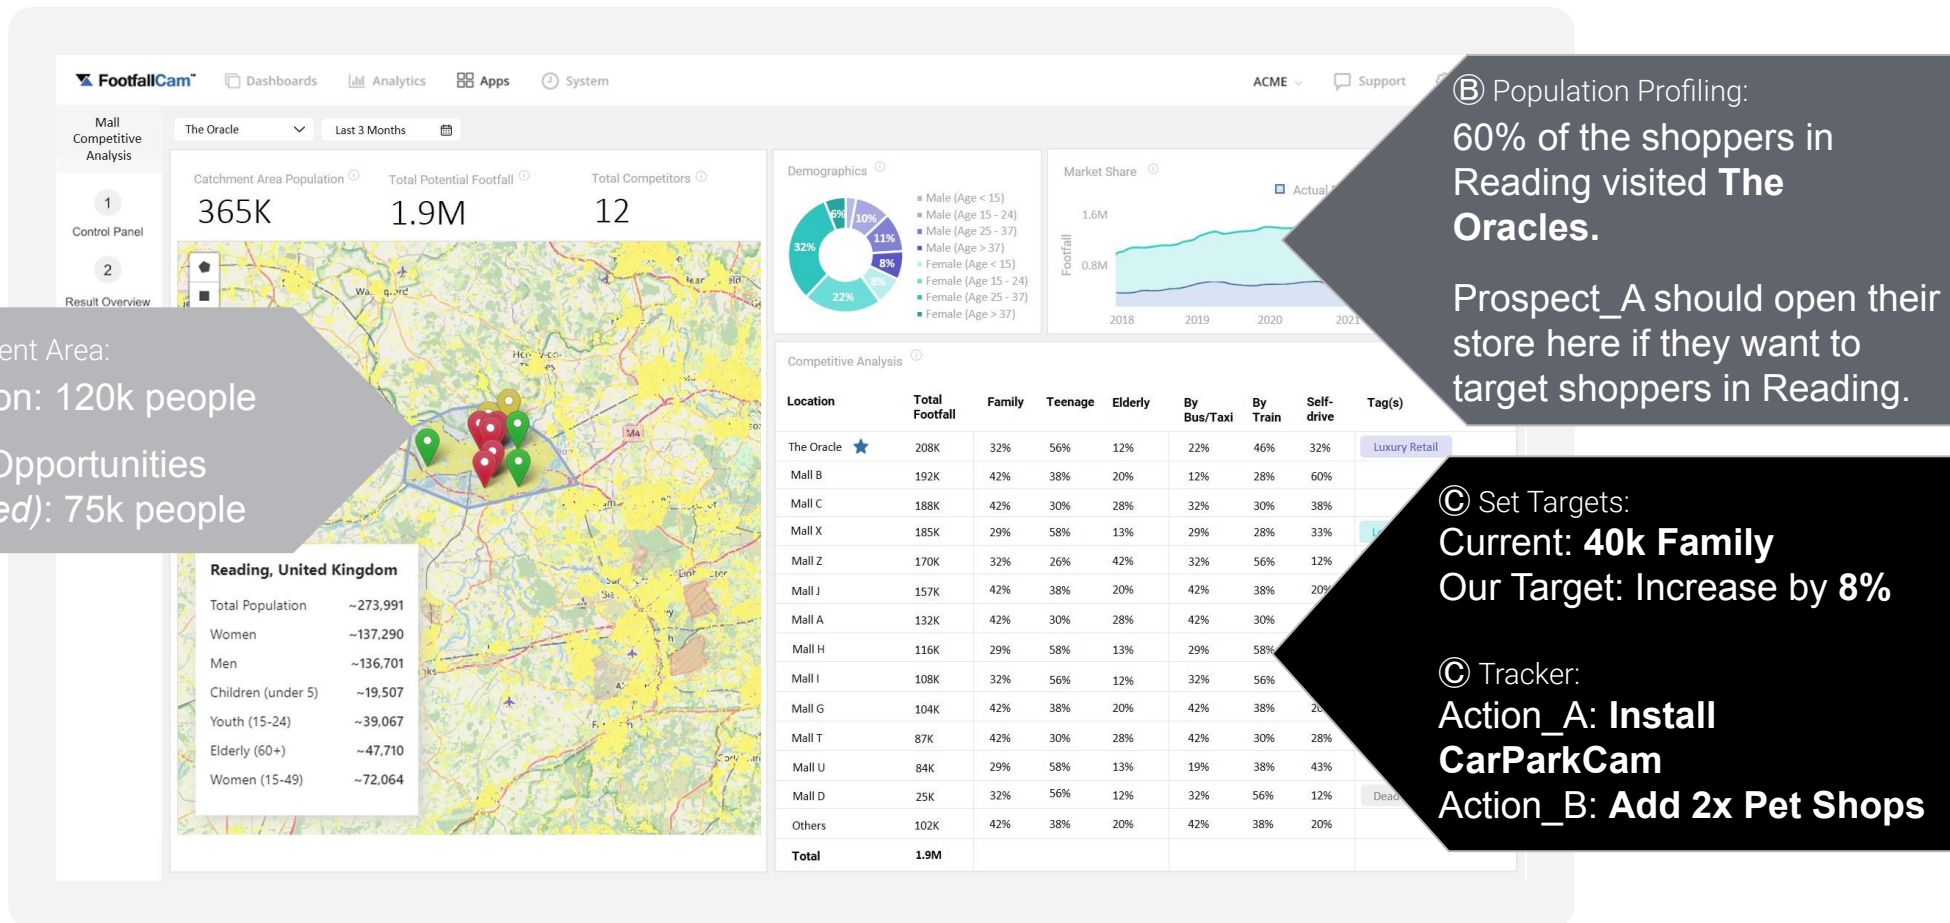 FootfallCam™ Dashboards Analytics Apps System ACME Support
Mall
Competitive
Analysis
1
Control Panel
2
Result Overview
The Oracle Last 3 Months
Catchment Area Population Total Potential Footfall Total Competitors
365K 1.9M 12
Demographics
6% 10%
11%
8%
8%
22%
32%
Male (Age < 15)
Male (Age 15 - 24)
Male (Age 25 - 37)
Male (Age > 37)
Female (Age < 15)
Female (Age 15 - 24)
Female (Age 25 - 37)
Female (Age > 37)
Market Share
Actual
1.6M
0.8M
Footfall
2018 2019 2020 2021
M4
ent Area:
on: 120k people
Opportunities
ed): 75k people
Reading, United Kingdom
Total Population ~273,991
Women ~137,290
Men ~136,701
Children (under 5) ~19,507
Youth (15-24) ~39,067
Elderly (60+) ~47,710
Women (15-49) ~72,064
Competitive Analysis
Location Total Footfall Family Teenage Elderly By Bus/Taxi By Train Self-drive Tag(s)
The Oracle 208K 32% 56% 12% 22% 46% 32% Luxury Retail
Mall B 192K 42% 38% 20% 12% 28% 60%
Mall C 188K 42% 30% 28% 32% 30% 38%
Mall X 185K 29% 58% 13% 29% 28% 33%
Mall Z 170K 32% 26% 42% 32% 56% 12%
Mall J 157K 42% 38% 20% 42% 38% 20%
Mall A 132K 42% 30% 28% 42% 30%
Mall H 116K 29% 58% 13% 29% 58%
Mall I 108K 32% 56% 12% 32% 56%
Mall G 104K 42% 38% 20% 42% 38% 20
Mall T 87K 42% 30% 28% 42% 30% 28%
Mall U 84K 29% 58% 13% 19% 38% 43%
Mall D 25K 32% 56% 12% 32% 56% 12% Dead
Others 102K 42% 38% 20% 42% 38% 20%
Total 1.9M
Ⓑ Population Profiling:
60% of the shoppers in
Reading visited The
Oracles.
Prospect_A should open their
store here if they want to
target shoppers in Reading.
Ⓒ Set Targets:
Current: 40k Family
Our Target: Increase by 8%
Ⓒ Tracker:
Action_A: Install
CarParkCam
Action_B: Add 2x Pet Shops